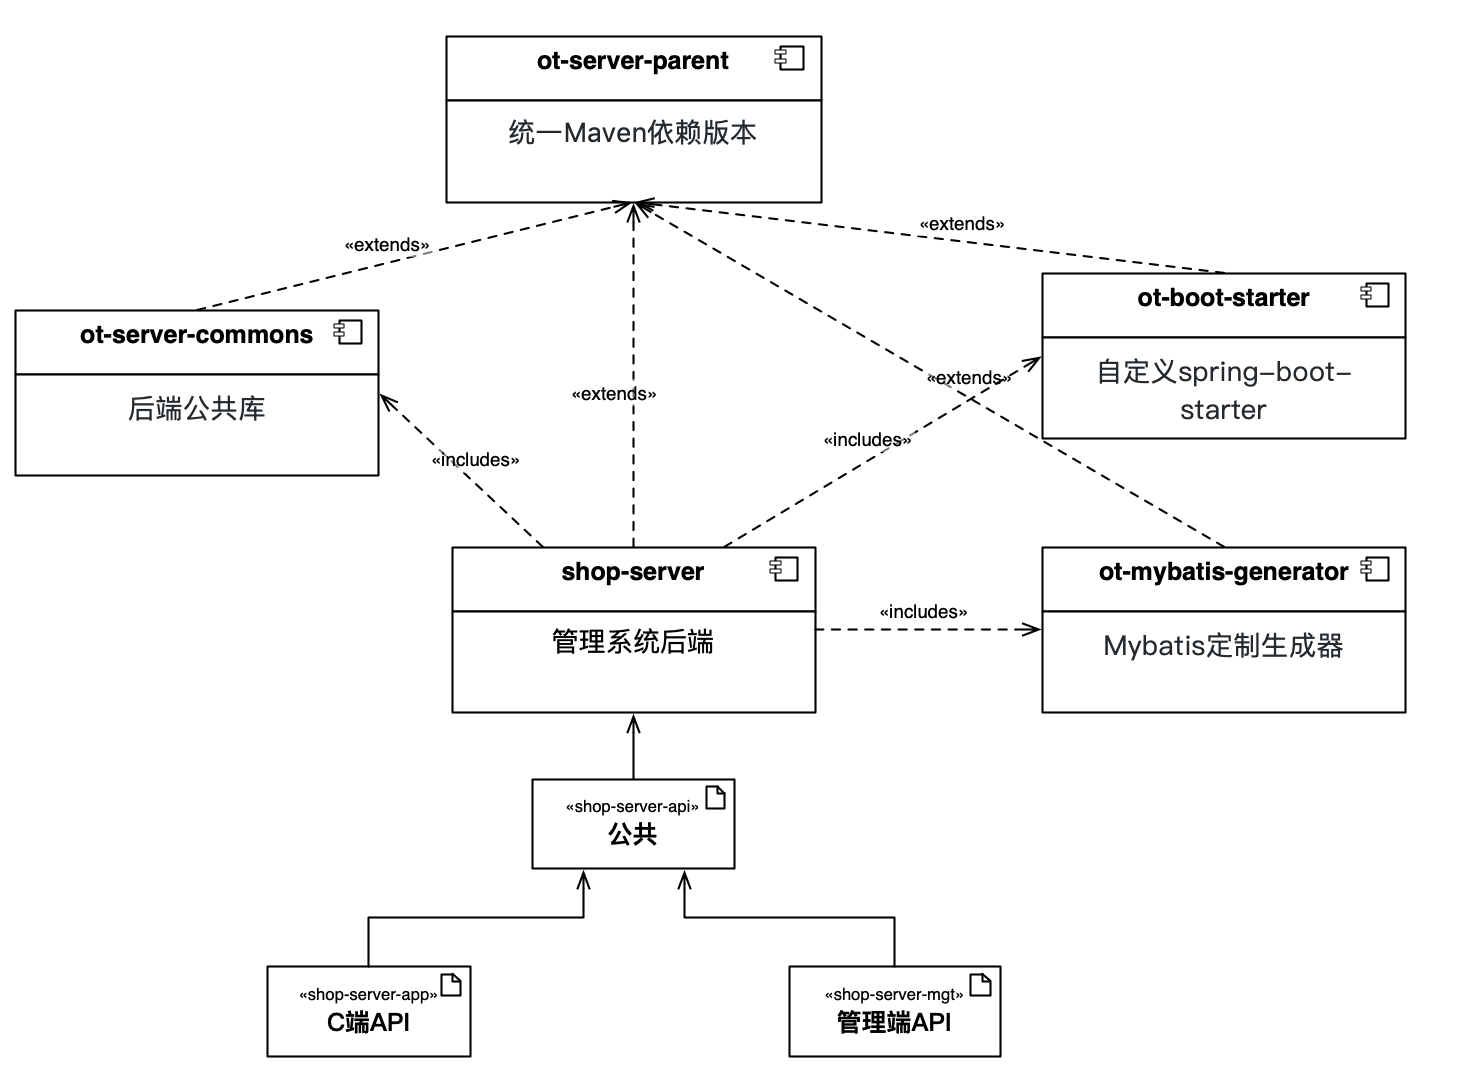 ot-server-parent
统一Maven依赖版本
«extends»
«extends»
ot-server-commons
后端公共库
ot-boot-starter
自定义spring-boot-
starter
«extends»
«extends»
«includes»
«includes»
shop-server
管理系统后端
«includes»
ot-mybatis-generator
Mybatis定制生成器
«shop-server-api»
公共
«shop-server-app»
C端API
«shop-server-mgt»
管理端API